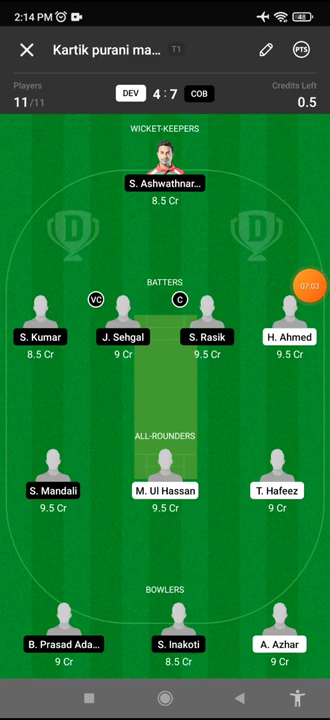 2:14 PM
48
Kartik purani ma... T1
PTS
Players
11/11
DEV 4:7 COB
Credits Left
0.5
WICKET-KEEPERS
S. Ashwathnar...
8.5 Cr
07:03
BATTERS
VC
C
S. Kumar J. Sehgal S. Rasik H. Ahmed
8.5 Cr 9 Cr 9.5 Cr 9.5 Cr
ALL-ROUNDERS
S. Mandali M. Ul Hassan T. Hafeez
9.5 Cr 9.5 Cr 9 Cr
BOWLERS
B. Prasad Ada... S. Inakoti A. Azhar
9 Cr 8.5 Cr 9 Cr